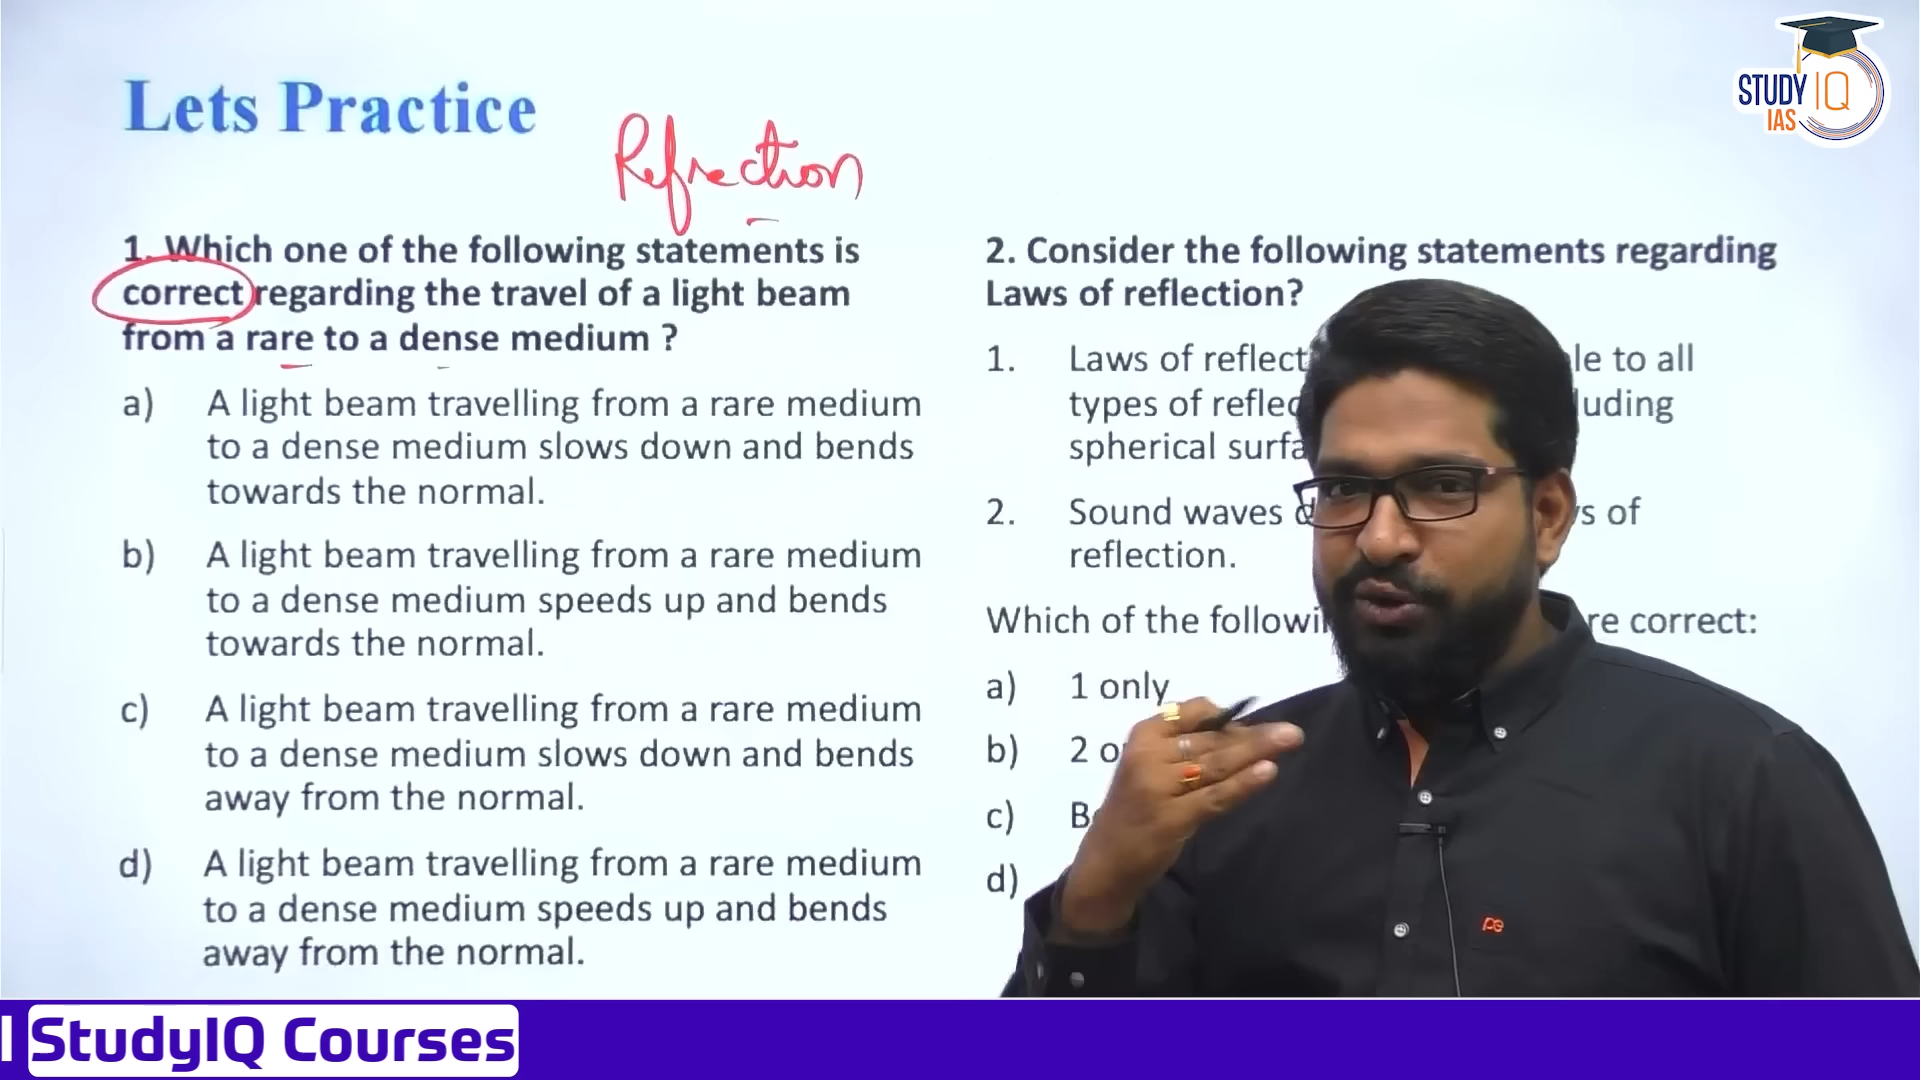 Lets Practice
Refraction
STUDY IQ
IAS
1. Which one of the following statements is
correct regarding the travel of a light beam
from a rare to a dense medium ?
a) A light beam travelling from a rare medium
to a dense medium slows down and bends
towards the normal.
b) A light beam travelling from a rare medium
to a dense medium speeds up and bends
towards the normal.
c) A light beam travelling from a rare medium
to a dense medium slows down and bends
away from the normal.
d) A light beam travelling from a rare medium
to a dense medium speeds up and bends
away from the normal.
2. Consider the following statements regarding
Laws of reflection?
1. Laws of to all
types of
spherical
2. Sound waves of
reflection.
Which of the correct:
a) 1 only
b) 2
c)
d)
pe
StudyIQ Courses